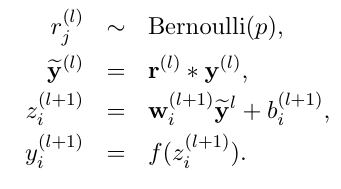 r_j^{(l)} ∼ Bernoulli(p),
ỹ^{(l)} = r^{(l)} ∗ y^{(l)},
z_i^{(l+1)} = w_i^{(l+1)} ỹ^l + b_i^{(l+1)},
y_i^{(l+1)} = f(z_i^{(l+1)}).